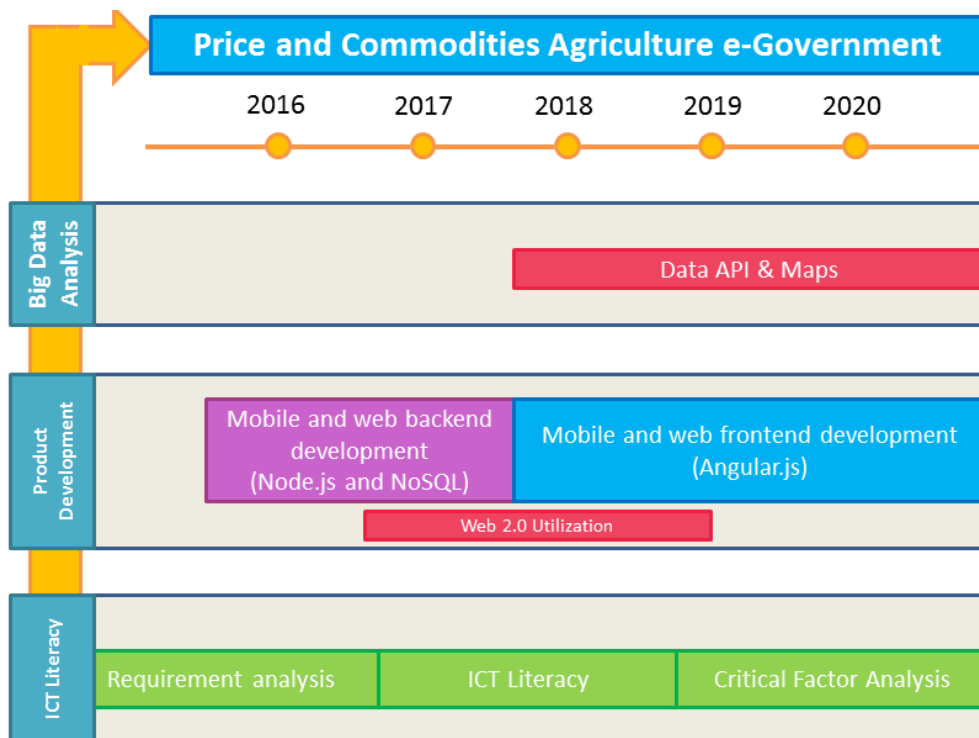 Price and Commodities Agriculture e-Government
2016 2017 2018 2019 2020
Big Data
Analysis
Data API & Maps
Product
Development
Mobile and web backend
development
(Node.js and NoSQL)
Mobile and web frontend development
(Angular.js)
Web 2.0 Utilization
ICT Literacy
Requirement analysis
ICT Literacy
Critical Factor Analysis